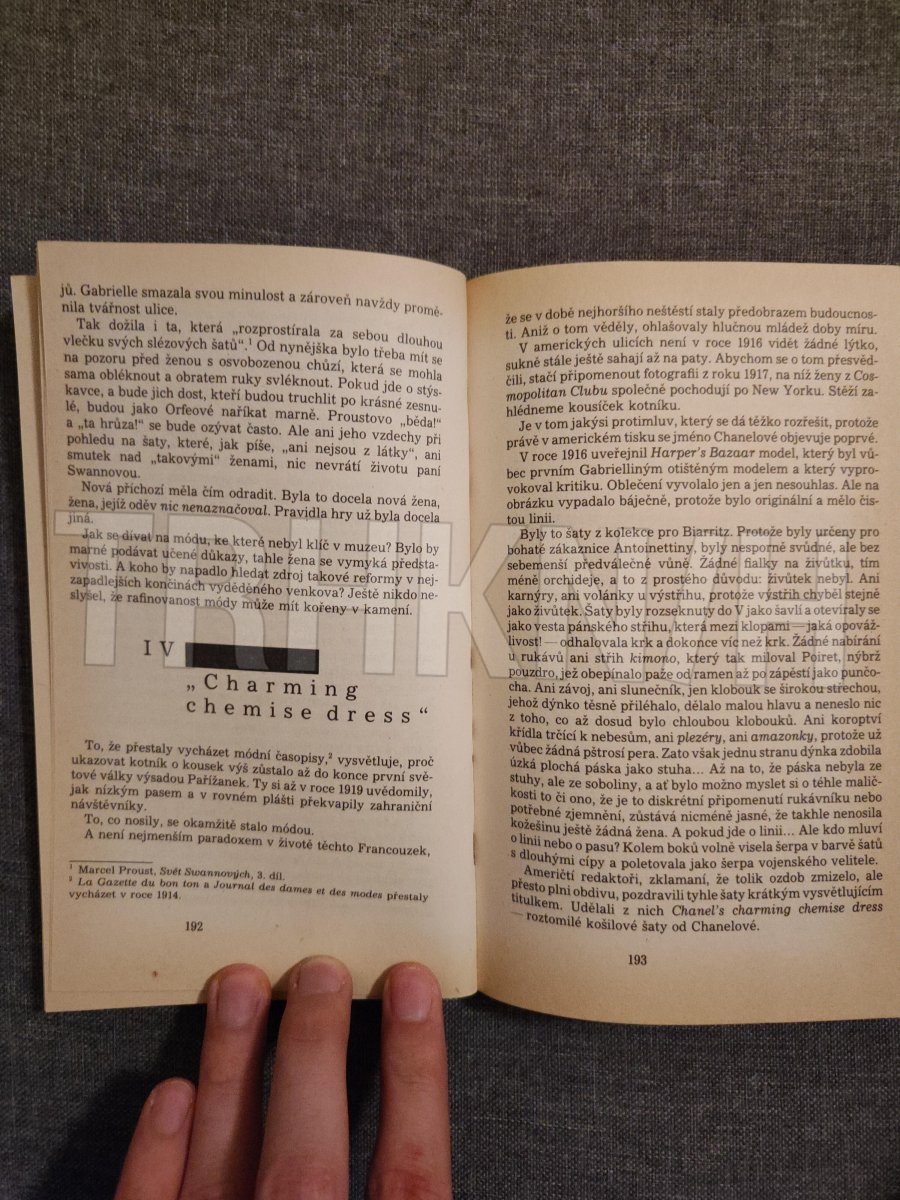 jů. Gabrielle smazala svou minulost a zároveň navždy promě-
nila tvářnost ulice.
Tak dožila i ta, která „rozprostírala za sebou dlouhou
vlečku svých slézových šatů“.¹ Od nynějška bylo třeba mít se
na pozoru před ženou s osvobozenou chůzí, která se mohla
sama obléknout a obratem ruky svléknout. Pokud jde o stýs-
kavce, a bude jich dost, kteří budou truchlit po krásné zesnu-
lé, budou jako Orfeové naříkat marně. Proustovo „běda!“
a „ta hrůza!“ se bude ozývat často. Ale ani jeho vzdechy při
pohledu na šaty, které, jak píše, „ani nejsou z látky“, ani
smutek nad „takovými“ ženami, nic nevrátí životu paní
Swannovou.
Nová příchozí měla čím odradit. Byla to docela nová žena,
žena, jejíž oděv nic nenaznačoval. Pravidla hry už byla docela
jiná.
Jak se dívat na módu, ke které nebyl klíč v muzeu? Bylo by
marné podávat učené důkazy, tahle žena se vymyká předsta-
vivosti. A koho by napadlo hledat zdroj takové reformy v nej-
zapadlejších končinách vyděděného venkova? Ještě nikdo ne-
slyšel, že rafinovanost módy může mít kořeny v kamení.
IV
„Charming
chemise dress“
To, že přestaly vycházet módní časopisy,² vysvětluje, proč
ukazovat kotník o kousek výš zůstalo až do konce první svě-
tové války výsadou Pařížanek. Ty si až v roce 1919 uvědomily,
jak nízkým pasem a v rovném plášti překvapily zahraniční
návštěvníky.
To, co nosily, se okamžitě stalo módou.
A není nejmenším paradoxem v životě těchto Francouzek,
¹ Marcel Proust, Svět Swannových, 3. díl.
² La Gazette du bon ton a Journal des dames et des modes přestaly
vycházet v roce 1914.
192
že se v době nejhoršího neštěstí staly předobrazem budoucnos-
ti. Aniž o tom věděly, ohlašovaly hlučnou mládež doby míru.
V amerických ulicích není v roce 1916 vidět žádné lýtko,
sukně stále ještě sahají až na paty. Abychom se o tom přesvěd-
čili, stačí připomenout fotografii z roku 1917, na níž ženy z Cos-
mopolitan Clubu společně pochodují po New Yorku. Stěží za-
hlédneme kousíček kotníku.
Je v tom jakýsi protimluv, který se dá těžko rozřešit, protože
právě v americkém tisku se jméno Chanelové objevuje poprvé.
V roce 1916 uveřejnil Harper's Bazaar model, který byl vů-
bec prvním Gabrielliným otištěným modelem a který vypro-
vokoval kritiku. Oblečení vyvolalo jen a jen nesouhlas. Ale na
obrázku vypadalo báječně, protože bylo originální a mělo čis-
tou linii.
Byly to šaty z kolekce pro Biarritz. Protože byly určeny pro
bohaté zákaznice Antoinettiny, byly nesporně svůdné, ale bez
sebemenší předválečné vůně. Žádné fialky na živůtku, tím
méně orchideje, a to z prostého důvodu: živůtek nebyl. Ani
karnýry, ani volánky u výstřihu, protože výstřih chyběl stejně
jako živůtek. Šaty byly rozseknuty do V jako šavlí a otevíraly se
jako vesta pánského střihu, která mezi klopami — jaká opováž-
livost! — odhalovala krk a dokonce víc než krk. Žádné nabírání
u rukávů ani střih kimono, který tak miloval Poiret, nýbrž
pouzdro, jež obepínalo paže od ramen až po zápěstí jako punčo-
cha. Ani závoj, ani slunečník, jen klobouk se širokou střechou,
jehož dýnko těsně přiléhalo, dělalo malou hlavu a neneslo nic
z toho, co až dosud bylo chloubou klobouků. Ani koroptví
křídla trčící k nebesům, ani plezéry, ani amazonky, protože už
vůbec žádná pštrosí pera. Zato však jednu stranu dýnka zdobila
úzká plochá páska jako stuha... Až na to, že páska nebyla ze
stuhy, ale ze soboliny, a ať bylo možno myslet si o téhle malič-
kosti to či ono, že je to diskrétní připomenutí rukávníku nebo
potřebné zjemnění, zůstává nicméně jasné, že takhle nenosila
kožešinu ještě žádná žena. A pokud jde o linii... Ale kdo mluví
o linii nebo o pasu? Kolem boků volně visela šerpa v barvě šatů
s dlouhými cípy a poletovala jako šerpa vojenského velitele.
Američtí redaktoři, zklamaní, že tolik ozdob zmizelo, ale
přesto plni obdivu, pozdravili tyhle šaty krátkým vysvětlujícím
titulkem. Udělali z nich Chanel's charming chemise dress
— roztomilé košilové šaty od Chanelové.
193